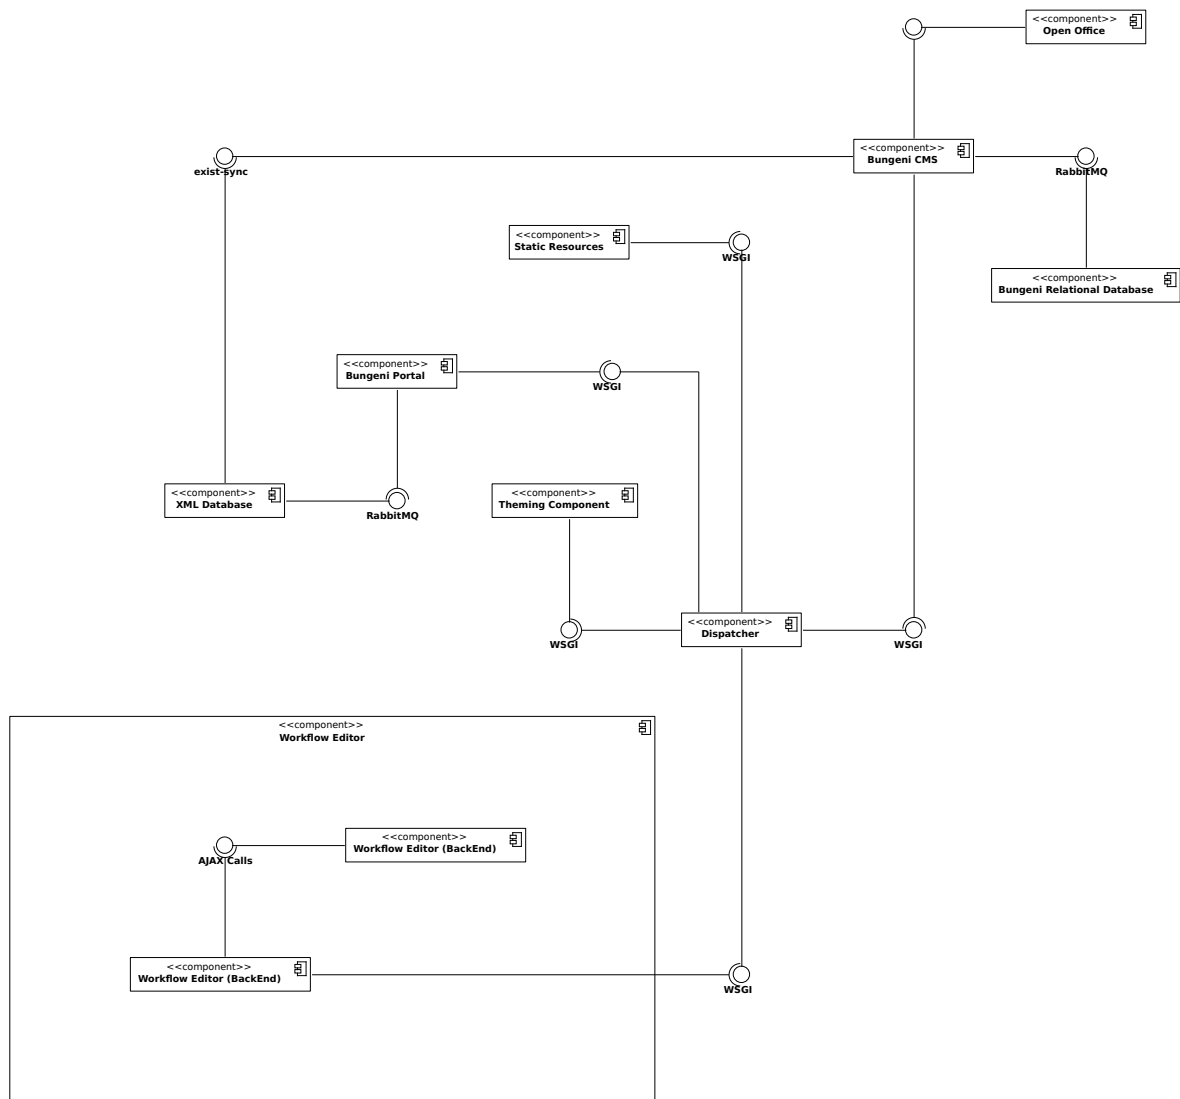 <<component>>
Open Office
<<component>>
Bungeni CMS
exist-sync
RabbitMQ
<<component>>
Static Resources
WSGI
<<component>>
Bungeni Relational Database
<<component>>
Bungeni Portal
WSGI
<<component>>
XML Database
RabbitMQ
<<component>>
Theming Component
<<component>>
Dispatcher
WSGI
WSGI
<<component>>
Workflow Editor
<<component>>
Workflow Editor (BackEnd)
AJAX Calls
<<component>>
Workflow Editor (BackEnd)
WSGI